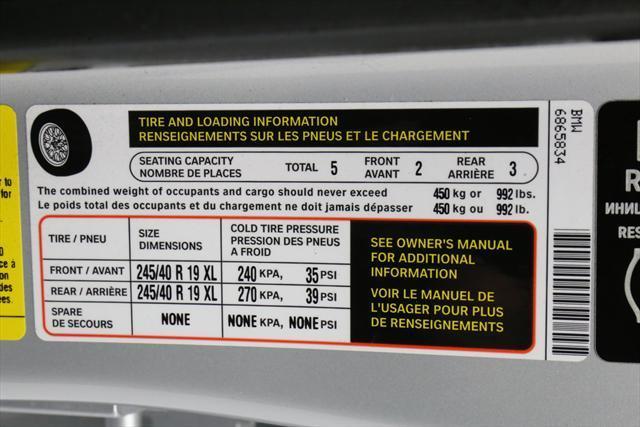 TIRE AND LOADING INFORMATION
RENSEIGNEMENTS SUR LES PNEUS ET LE CHARGEMENT
SEATING CAPACITY
NOMBRE DE PLACES
TOTAL 5
FRONT
AVANT 2
REAR
ARRIÈRE 3
The combined weight of occupants and cargo should never exceed 450 kg or 992 lbs.
Le poids total des occupants et du chargement ne doit jamais dépasser 450 kg ou 992 lb.
TIRE / PNEU
SIZE
DIMENSIONS
COLD TIRE PRESSURE
PRESSION DES PNEUS
A FROID
FRONT / AVANT 245/40 R 19 XL 240 KPA, 35 PSI
REAR / ARRIÈRE 245/40 R 19 XL 270 KPA, 39 PSI
SPARE
DE SECOURS NONE NONE KPA, NONE PSI
SEE OWNER'S MANUAL
FOR ADDITIONAL
INFORMATION
VOIR LE MANUEL DE
L'USAGER POUR PLUS
DE RENSEIGNEMENTS
BMW
6865834